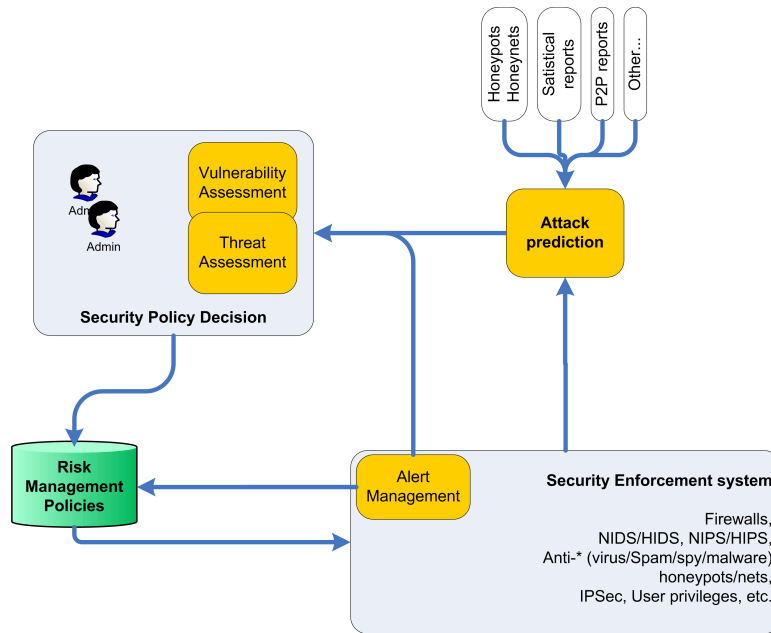 Honeypots
Honeynets
Satistical
reports
P2P reports
Other...
Vulnerability
Assessment
Adm
Admin
Threat
Assessment
Security Policy Decision
Attack
prediction
Risk
Management
Policies
Alert
Management
Security Enforcement system
Firewalls,
NIDS/HIDS, NIPS/HIPS,
Anti-* (virus/Spam/spy/malware)
honeypots/nets,
IPSec, User privileges, etc.